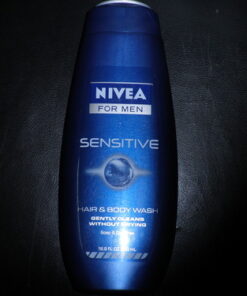 NIVEA
FOR MEN
SENSITIVE
HAIR & BODY WASH
GENTLY CLEANS
WITHOUT DRYING